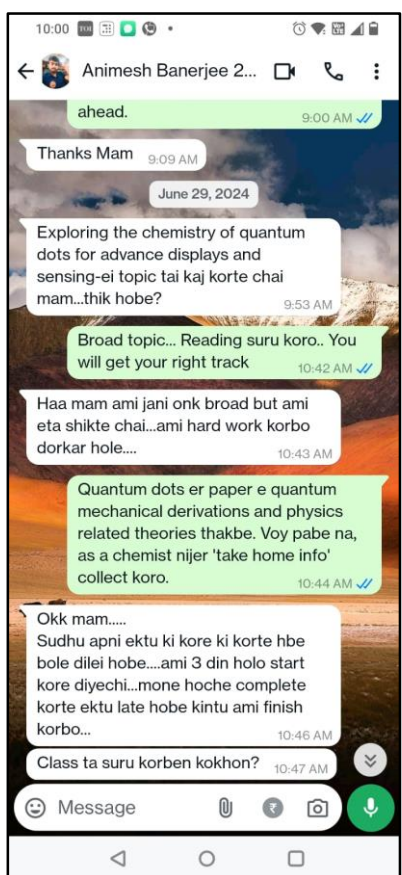 10:00 TOI
Animesh Banerjee 2...
ahead.
9:00 AM
Thanks Mam 9:09 AM
June 29, 2024
Exploring the chemistry of quantum
dots for advance displays and
sensing-ei topic tai kaj korte chai
mam...thik hobe?
9:53 AM
Broad topic... Reading suru koro.. You
will get your right track
10:42 AM
Haa mam ami jani onk broad but ami
eta shikte chai...ami hard work korbo
dorkar hole....
10:43 AM
Quantum dots er paper e quantum
mechanical derivations and physics
related theories thakbe. Voy pabe na,
as a chemist nijer 'take home info'
collect koro.
10:44 AM
Okk mam.....
Sudhu apni ektu ki kore ki korte hbe
bole dilei hobe....ami 3 din holo start
kore diyechi...mone hoche complete
korte ektu late hobe kintu ami finish
korbo...
10:46 AM
Class ta suru korben kokhon? 10:47 AM
Message
₹